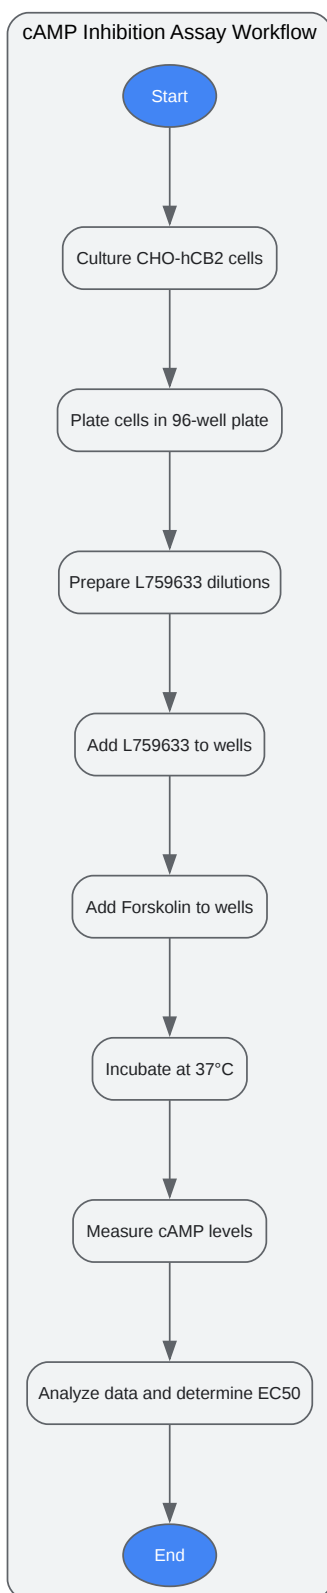 cAMP Inhibition Assay Workflow
Start
Culture CHO-hCB2 cells
Plate cells in 96-well plate
Prepare L759633 dilutions
Add L759633 to wells
Add Forskolin to wells
Incubate at 37°C
Measure cAMP levels
Analyze data and determine EC50
End